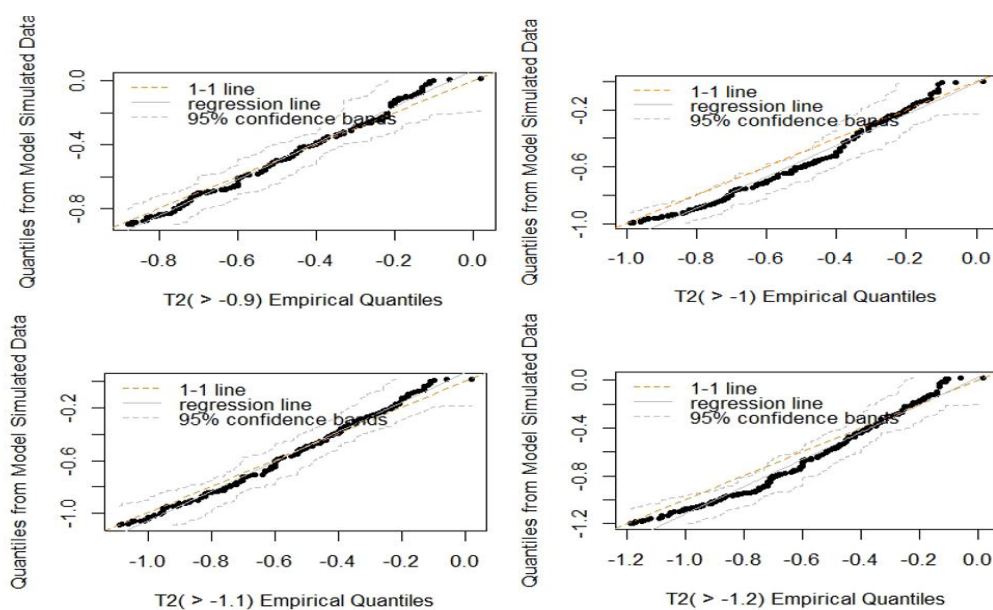 Quantiles from Model Simulated Data
0.0
-0.4
-0.8
1-1 line
regression line
95% confidence bands
-0.8 -0.6 -0.4 -0.2 0.0
T2( > -0.9) Empirical Quantiles
Quantiles from Model Simulated Data
-0.2
-0.6
-1.0
1-1 line
regression line
95% confidence bands
-1.0 -0.8 -0.6 -0.4 -0.2 0.0
T2( > -1) Empirical Quantiles
Quantiles from Model Simulated Data
-0.2
-0.6
-1.0
1-1 line
regression line
95% confidence bands
-1.0 -0.8 -0.6 -0.4 -0.2 0.0
T2( > -1.1) Empirical Quantiles
Quantiles from Model Simulated Data
0.0
-0.4
-0.8
-1.2
1-1 line
regression line
95% confidence bands
-1.2 -1.0 -0.8 -0.6 -0.4 -0.2 0.0
T2( > -1.2) Empirical Quantiles